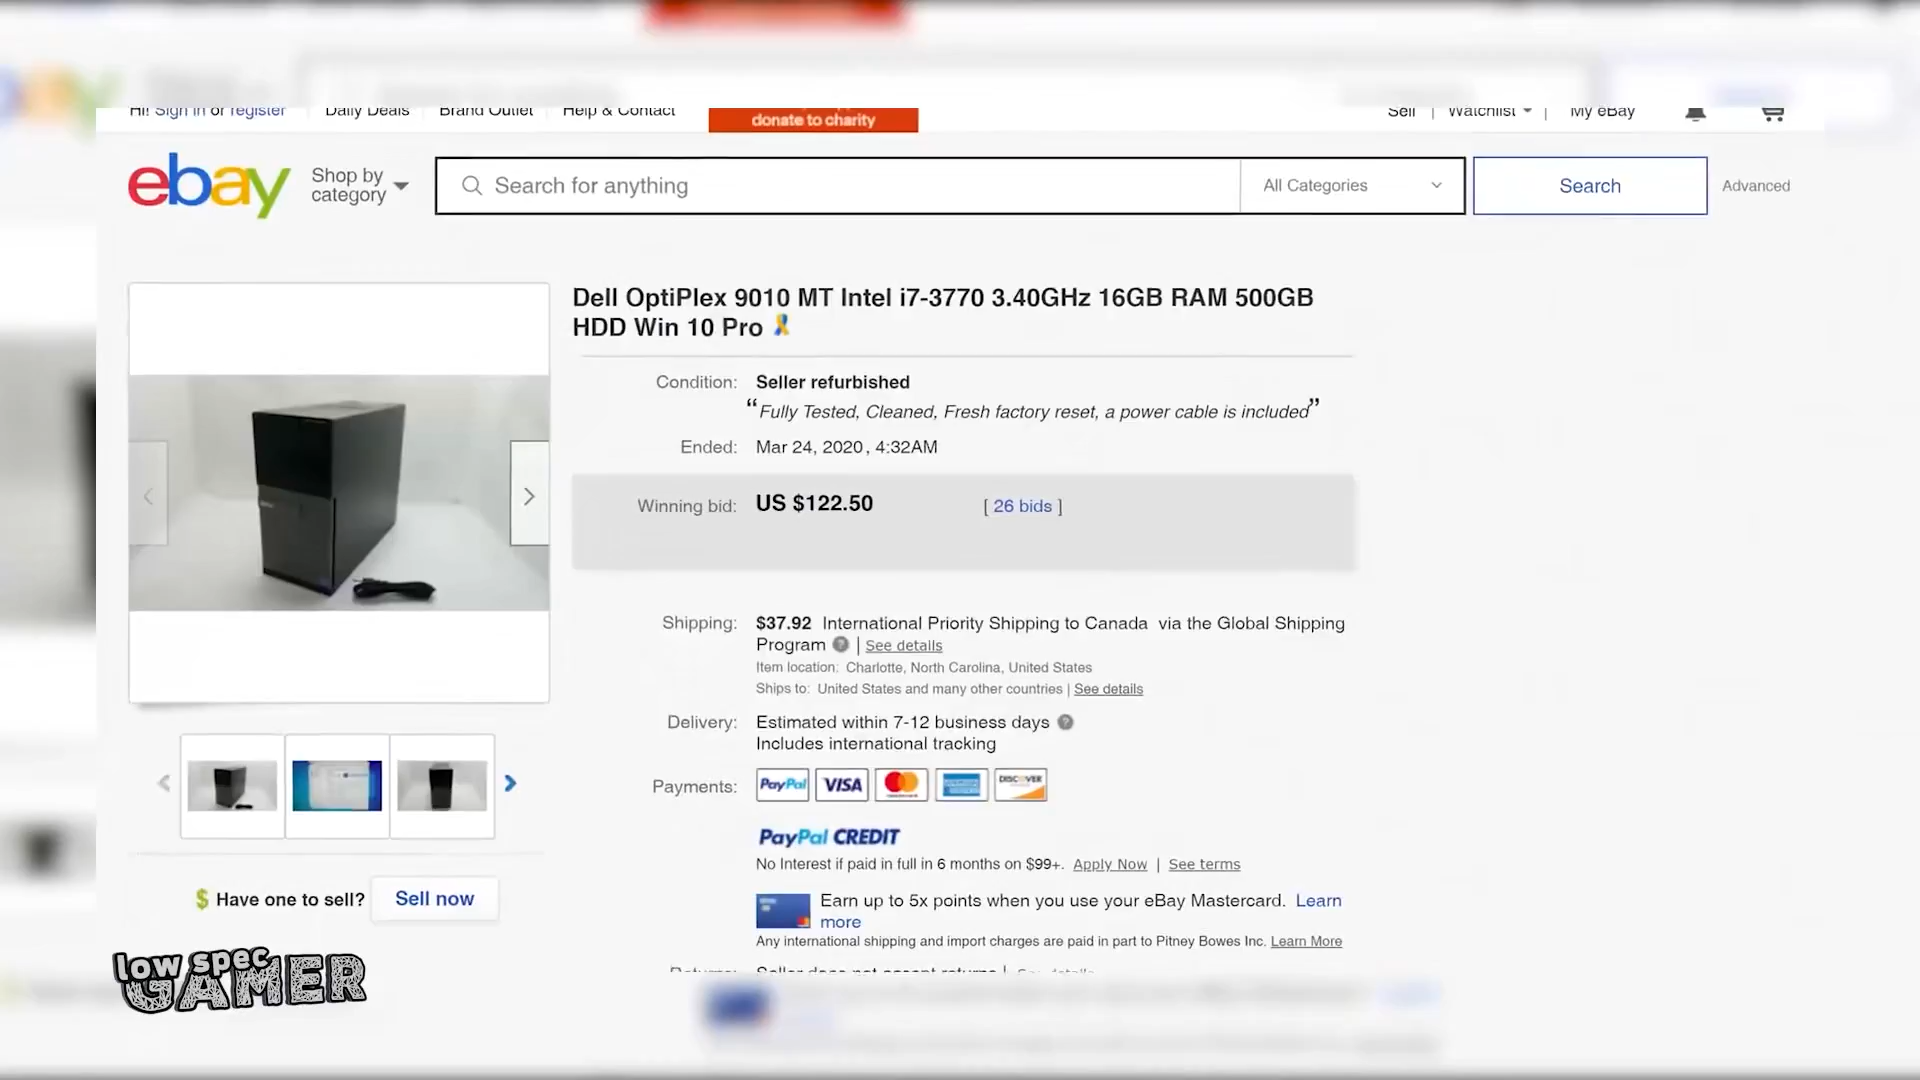 Hi! Sign in or register
Daily Deals
Brand Outlet
Help & Contact
donate to charity
Sell
Watchlist
My eBay
ebay
Shop by
category
Search for anything
All Categories
Search
Advanced
Dell OptiPlex 9010 MT Intel i7-3770 3.40GHz 16GB RAM 500GB
HDD Win 10 Pro
Condition: Seller refurbished
“Fully Tested, Cleaned, Fresh factory reset, a power cable is included”
Ended: Mar 24, 2020 , 4:32AM
Winning bid: US $122.50 [ 26 bids ]
Shipping: $37.92 International Priority Shipping to Canada via the Global Shipping
Program | See details
Item location: Charlotte, North Carolina, United States
Ships to: United States and many other countries | See details
Delivery: Estimated within 7-12 business days
Includes international tracking
Payments: PayPal VISA DISCOVER
PayPal CREDIT
No Interest if paid in full in 6 months on $99+. Apply Now | See terms
Earn up to 5x points when you use your eBay Mastercard. Learn
more
Any international shipping and import charges are paid in part to Pitney Bowes Inc. Learn More
Returns: Seller does not accept returns | See details
$ Have one to sell? Sell now
low spec
GAMER